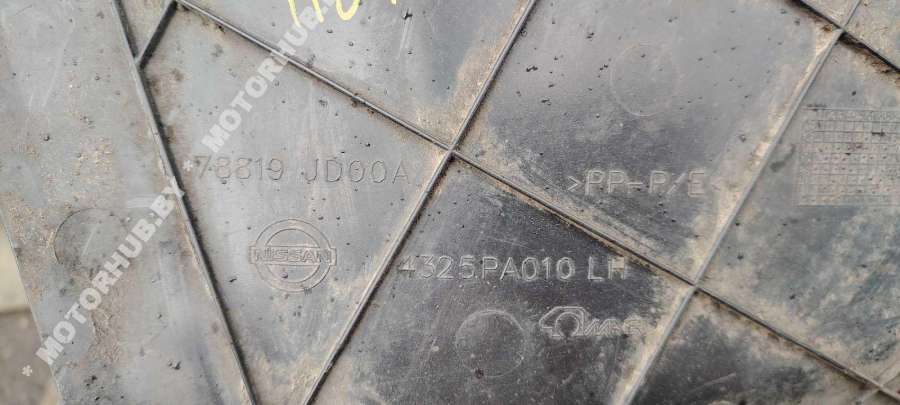 78819 JD00A
>PP-P/E
NISSAN
4325PA010 LH
* MOTORHUB.BY * MOTORHUB.BY